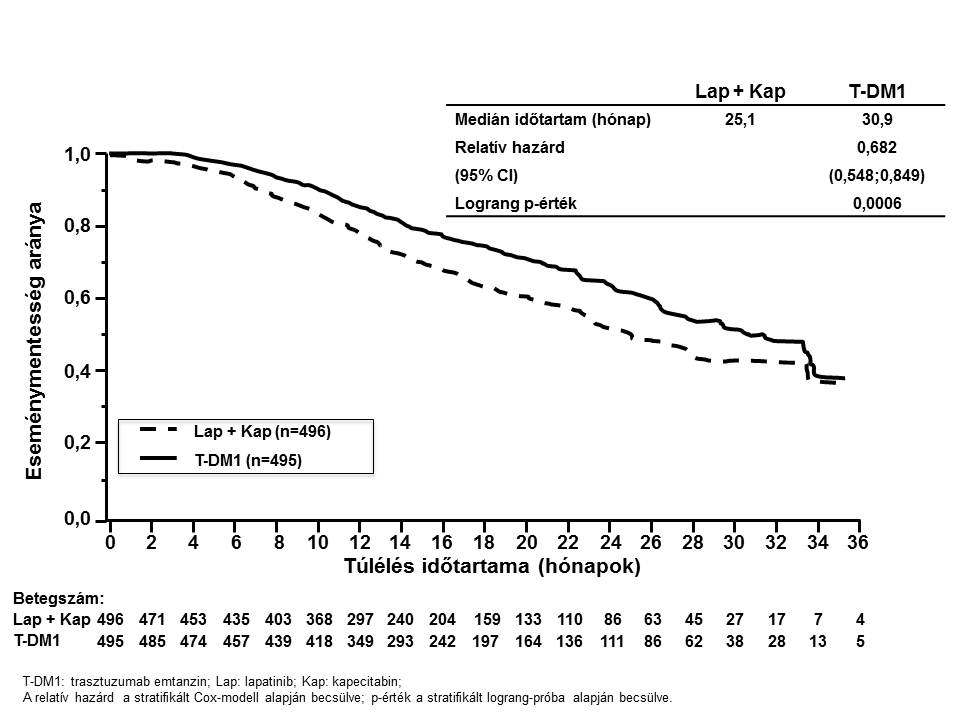 Lap + Kap T-DM1
Medián időtartam (hónap) 25,1 30,9
Relatív hazárd 0,682
(95% CI) (0,548;0,849)
Lograng p-érték 0,0006
Eseménymentesség aránya
1,0
0,8
0,6
0,4
0,2
0,0
Lap + Kap (n=496)
T-DM1 (n=495)
0 2 4 6 8 10 12 14 16 18 20 22 24 26 28 30 32 34 36
Túlélés időtartama (hónapok)
Betegszám:
Lap + Kap 496 471 453 435 403 368 297 240 204 159 133 110 86 63 45 27 17 7 4
T-DM1 495 485 474 457 439 418 349 293 242 197 164 136 111 86 62 38 28 13 5
T-DM1: trasztuzumab emtanzin; Lap: lapatinib; Kap: kapecitabin;
A relatív hazárd a stratifikált Cox-modell alapján becsülve; p-érték a stratifikált lograng-próba alapján becsülve.